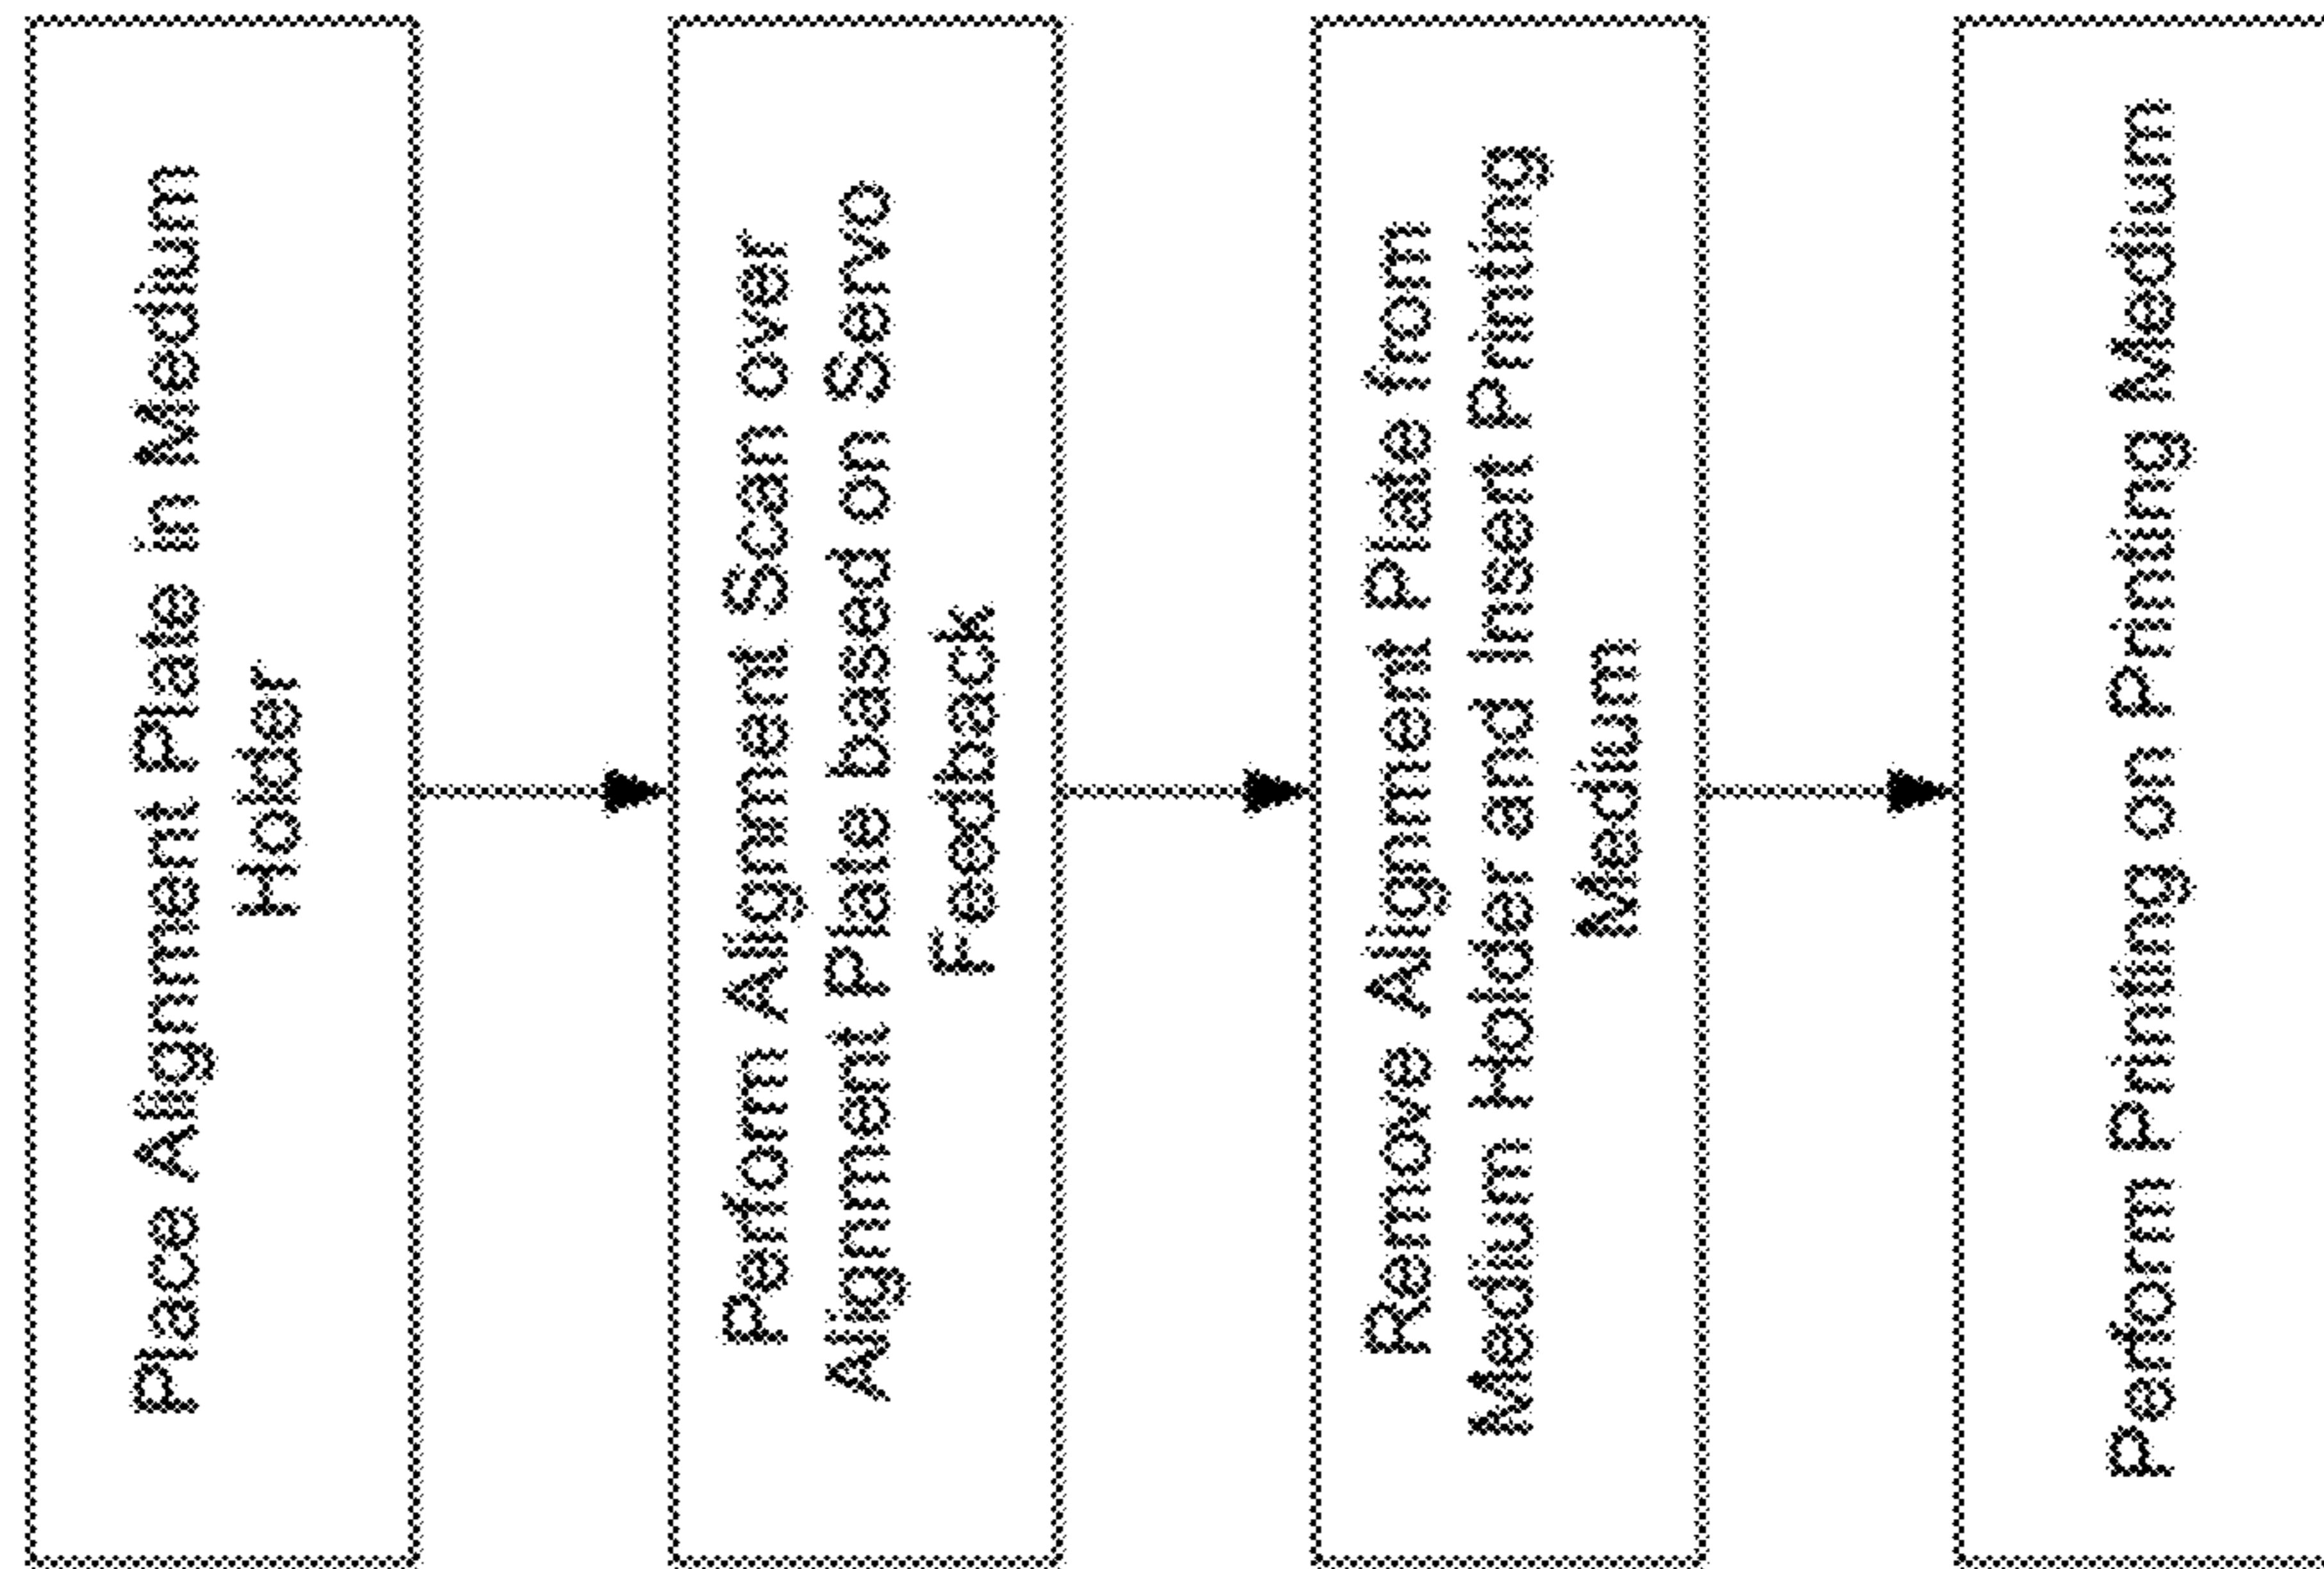 Place Alignment Plate in Medium
Holder
Perform Alignment Scan over
Alignment Plate based on Servo
Feedback
Remove Alignment Plate from
Medium Holder and Insert Printing
Medium
Perform Printing on Printing Medium